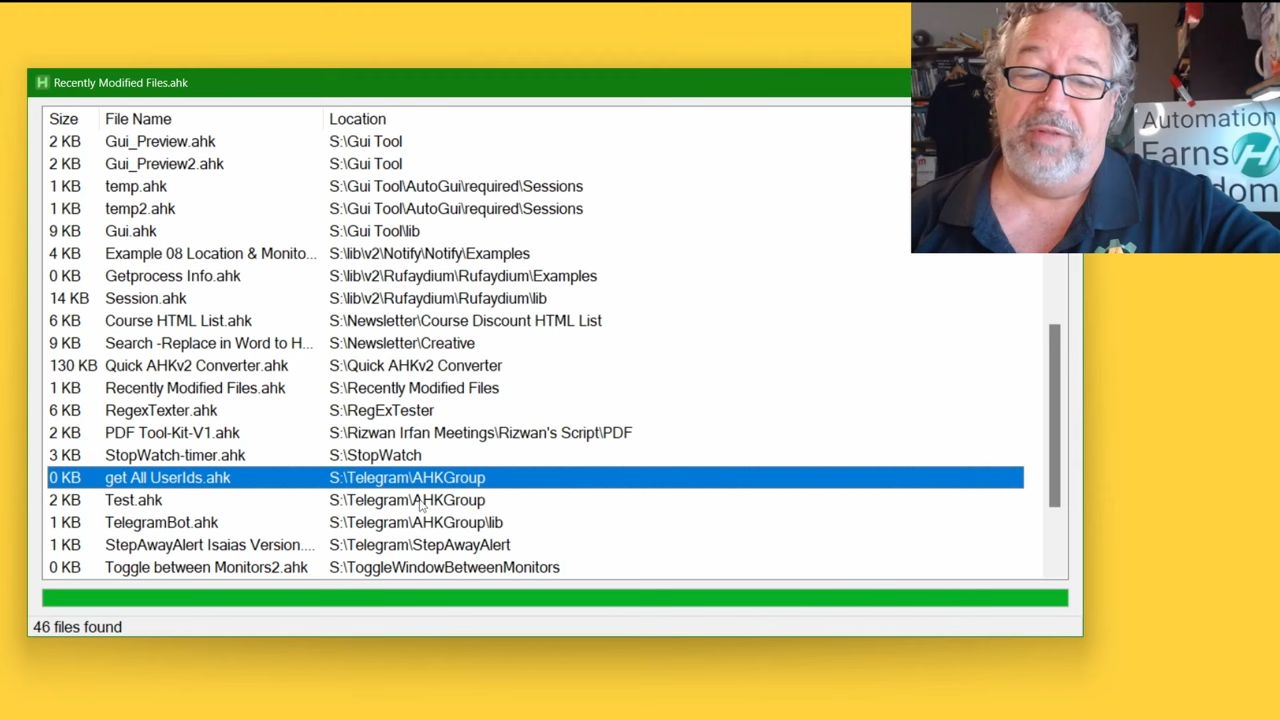 Recently Modified Files.ahk
Size File Name Location
2 KB Gui_Preview.ahk S:\Gui Tool
2 KB Gui_Preview2.ahk S:\Gui Tool
1 KB temp.ahk S:\Gui Tool\AutoGui\required\Sessions
1 KB temp2.ahk S:\Gui Tool\AutoGui\required\Sessions
9 KB Gui.ahk S:\Gui Tool\lib
4 KB Example 08 Location & Monito... S:\lib\v2\Notify\Notify\Examples
0 KB Getprocess Info.ahk S:\lib\v2\Rufaydium\Rufaydium\Examples
14 KB Session.ahk S:\lib\v2\Rufaydium\Rufaydium\lib
6 KB Course HTML List.ahk S:\Newsletter\Course Discount HTML List
9 KB Search -Replace in Word to H... S:\Newsletter\Creative
130 KB Quick AHKv2 Converter.ahk S:\Quick AHKv2 Converter
1 KB Recently Modified Files.ahk S:\Recently Modified Files
6 KB RegexTexter.ahk S:\RegExTester
2 KB PDF Tool-Kit-V1.ahk S:\Rizwan Irfan Meetings\Rizwan's Script\PDF
3 KB StopWatch-timer.ahk S:\StopWatch
0 KB get All UserIds.ahk S:\Telegram\AHKGroup
2 KB Test.ahk S:\Telegram\AHKGroup
1 KB TelegramBot.ahk S:\Telegram\AHKGroup\lib
1 KB StepAwayAlert Isaias Version.... S:\Telegram\StepAwayAlert
0 KB Toggle between Monitors2.ahk S:\ToggleWindowBetweenMonitors
46 files found
Automation
Earns H
dom